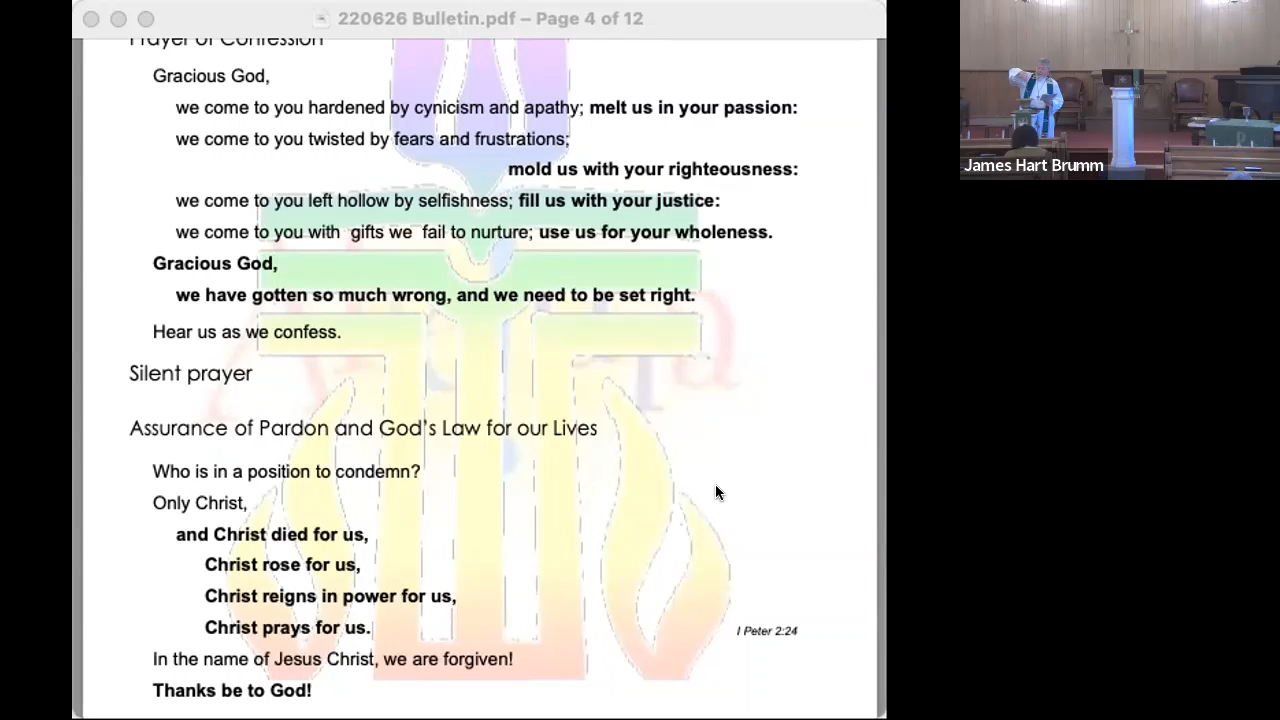 220626 Bulletin.pdf – Page 4 of 12
Prayer of Confession
Gracious God,
we come to you hardened by cynicism and apathy; melt us in your passion:
we come to you twisted by fears and frustrations;
mold us with your righteousness:
we come to you left hollow by selfishness; fill us with your justice:
we come to you with gifts we fail to nurture; use us for your wholeness.
Gracious God,
we have gotten so much wrong, and we need to be set right.
Hear us as we confess.
Silent prayer
Assurance of Pardon and God’s Law for our Lives
Who is in a position to condemn?
Only Christ,
and Christ died for us,
Christ rose for us,
Christ reigns in power for us,
Christ prays for us.
I Peter 2:24
In the name of Jesus Christ, we are forgiven!
Thanks be to God!
James Hart Brumm